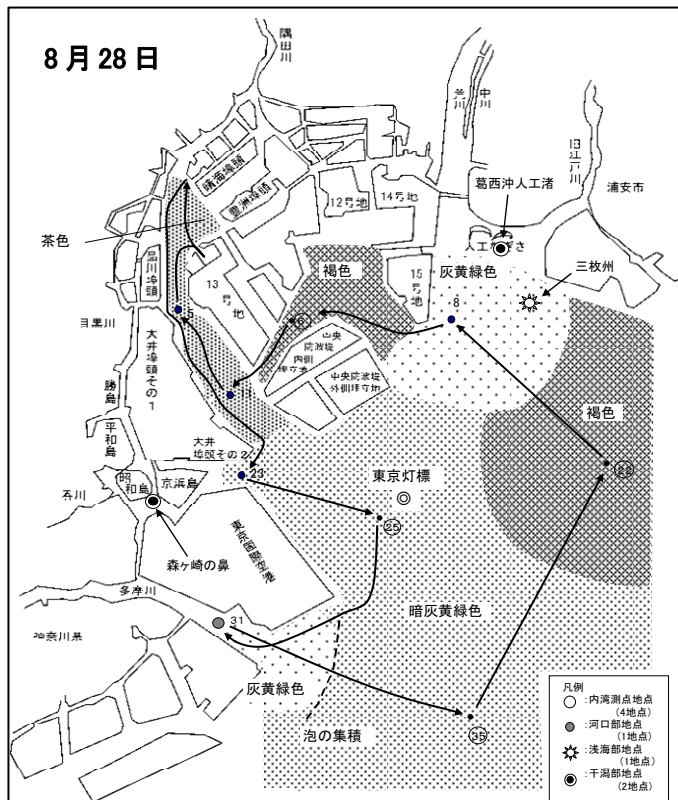 8月28日
隅田川
荒川
中川
旧江戸川
浦安市
葛西沖人工渚
人工なぎさ
三枚州
晴海埠頭
豊洲埠頭
12号地
14号地
15号地
13号地
茶色
褐色
灰黄緑色
8
品川埠頭
5
6
目黒川
大井埠頭その1
中央防波堤内側埋立地
中央防波堤外側埋立地
11
勝島
平和島
大井埠頭その2
褐色
22
昭和島
京浜島
23
東京灯標
25
呑川
森ヶ崎の鼻
東京国際空港
多摩川
暗灰黄緑色
31
神奈川県
灰黄緑色
泡の集積
35
凡例
:内湾測点地点
(4地点)
:河口部地点
(1地点)
:浅海部地点
(1地点)
:干潟部地点
(2地点)